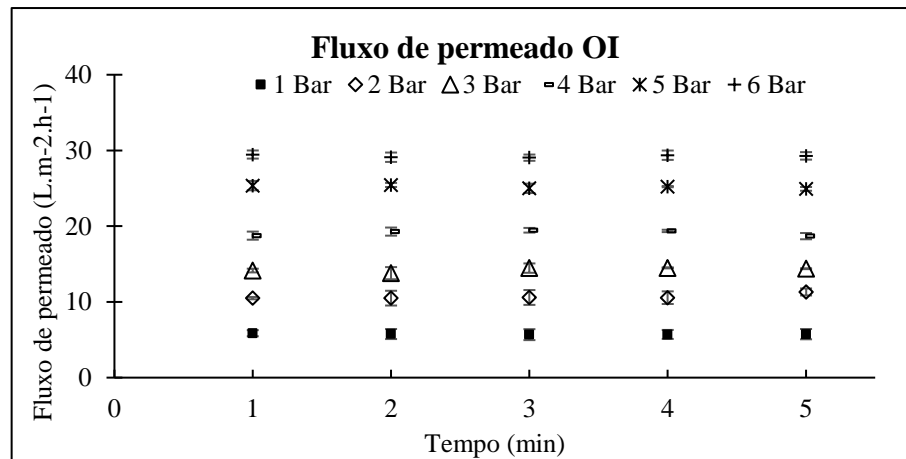 Fluxo de permeado OI
1 Bar 2 Bar 3 Bar 4 Bar 5 Bar 6 Bar
Fluxo de permeado (L.m-2.h-1)
40
30
20
10
0
0 1 2 3 4 5
Tempo (min)